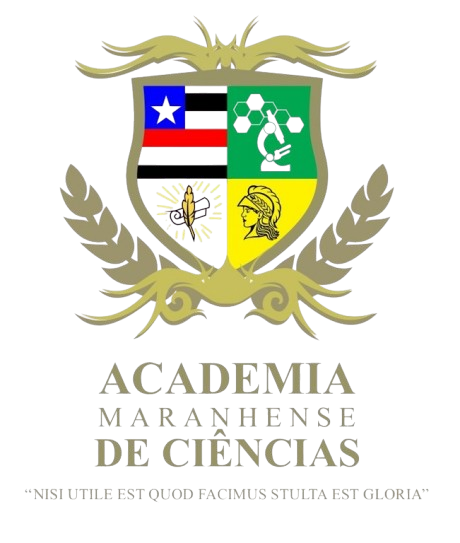 ACADEMIA
MARANHENSE
DE CIÊNCIAS
“NISI UTILE EST QUOD FACIMUS STULTA EST GLORIA”